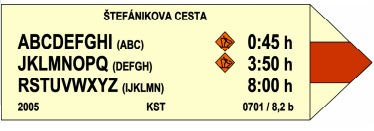 ŠTEFÁNIKOVA CESTA
ABCDEFGHI (ABC) 0:45 h
JKLMNOPQ (DEFGH) 3:50 h
RSTUVWXYZ (IJKLMN) 8:00 h
2005 KST 0701 / 8,2 b